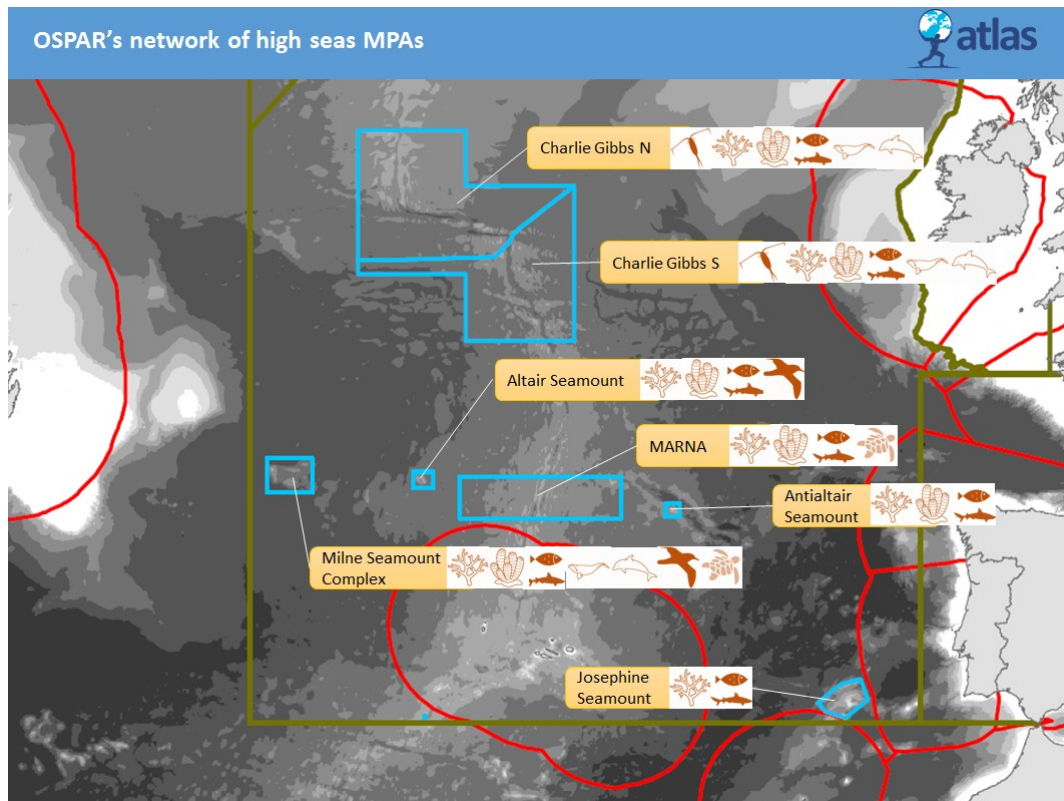 OSPAR's network of high seas MPAs
atlas
Charlie Gibbs N
Charlie Gibbs S
Altair Seamount
MARNA
Antialtair
Seamount
Milne Seamount
Complex
Josephine
Seamount